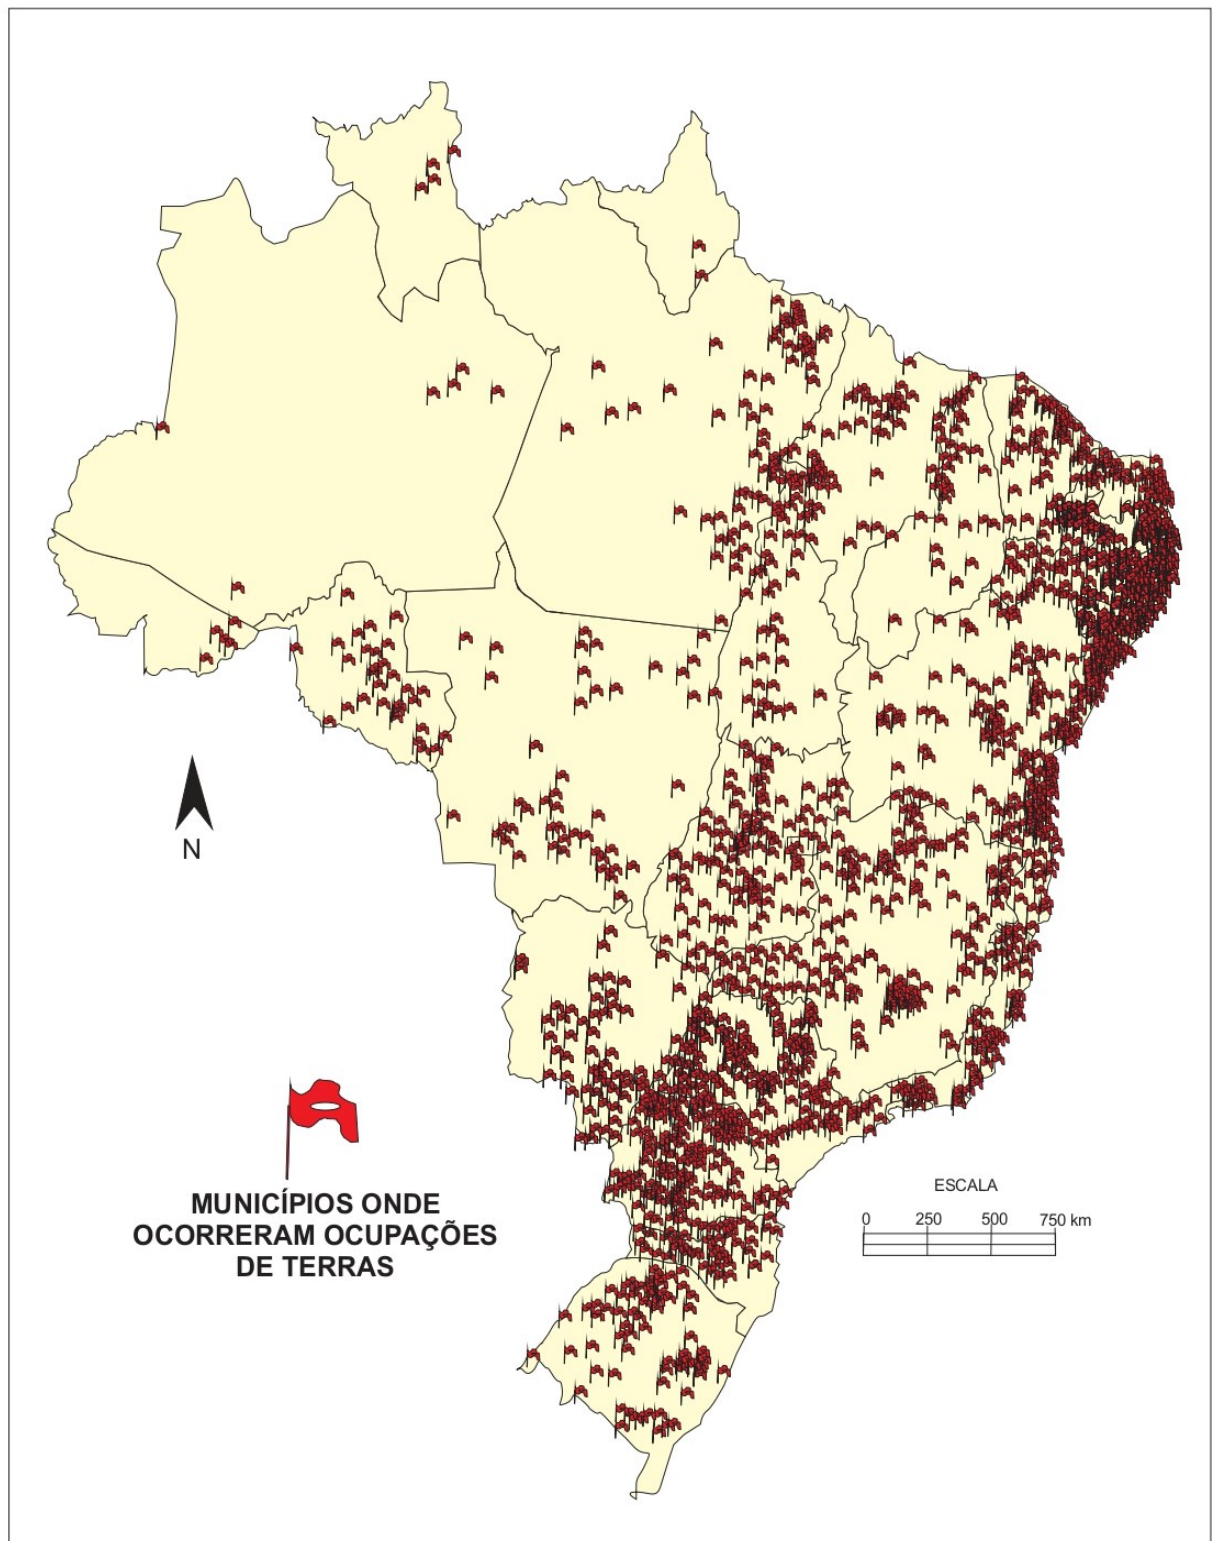 N
MUNICÍPIOS ONDE
OCORRERAM OCUPAÇÕES
DE TERRAS
ESCALA
0 250 500 750 km